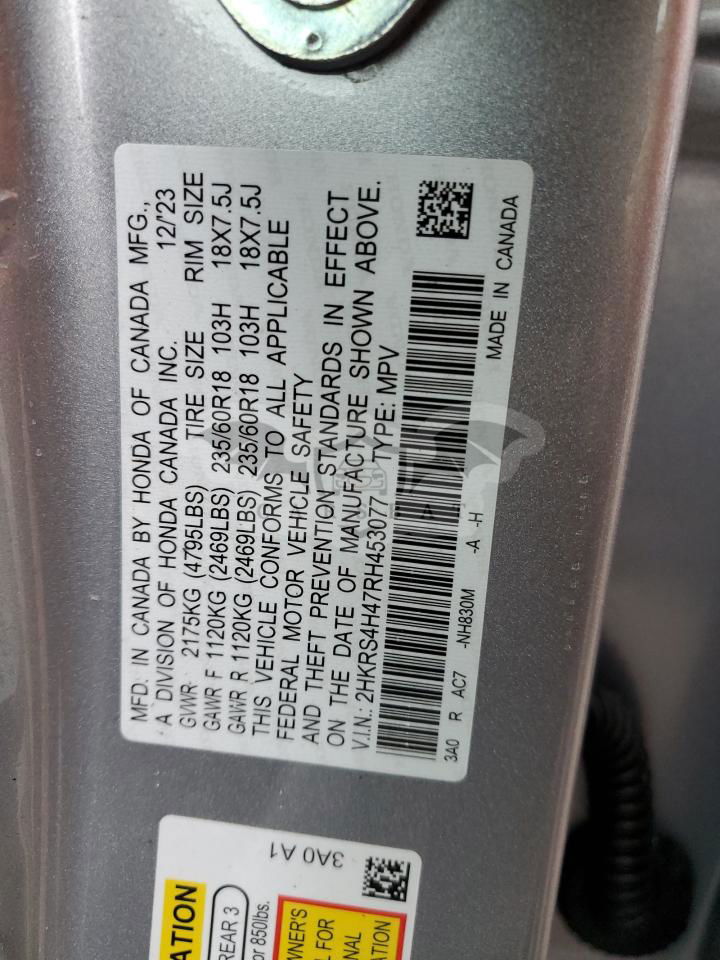 MFD. IN CANADA BY HONDA OF CANADA MFG.,
A DIVISION OF HONDA CANADA INC. 12/'23
GVWR: 2175KG (4795LBS) TIRE SIZE RIM SIZE
GAWR F 1120KG (2469LBS) 235/60R18 103H 18X7.5J
GAWR R 1120KG (2469LBS) 235/60R18 103H 18X7.5J
THIS VEHICLE CONFORMS TO ALL APPLICABLE
FEDERAL MOTOR VEHICLE SAFETY
AND THEFT PREVENTION STANDARDS IN EFFECT
ON THE DATE OF MANUFACTURE SHOWN ABOVE.
V.I.N.: 2HKRS4H47RH453077 TYPE: MPV
3A0 R AC7 -NH830M -A -H
MADE IN CANADA
3A0 A1
ATION
REAR 3
or 850lbs.
WNER'S
L FOR
NAL
ATION